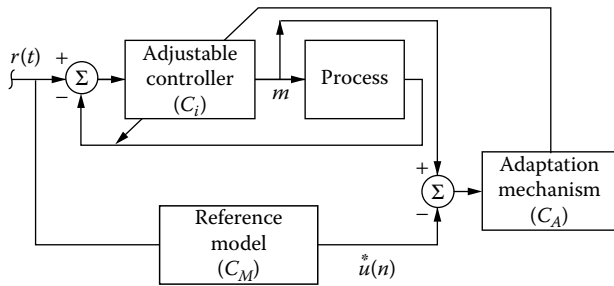 r(t)
+
Σ
−
Adjustable
controller
(C_i)
m
Process
+
Σ
−
Adaptation
mechanism
(C_A)
Reference
model
(C_M)
u*(n)